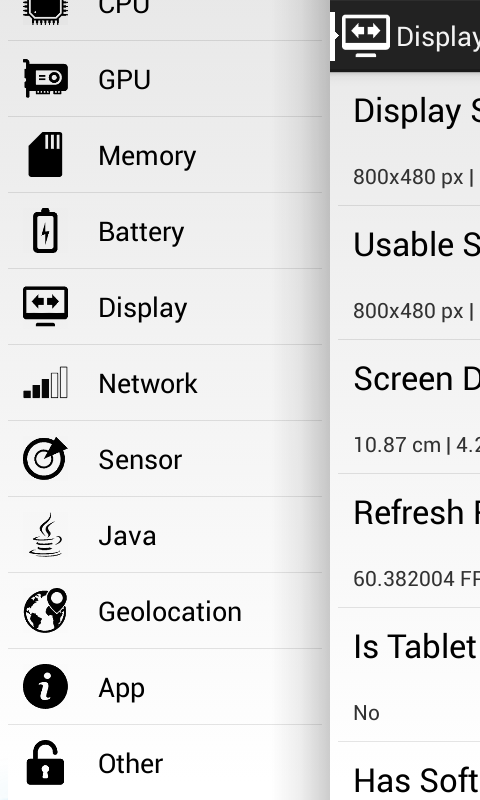 CPU
GPU
Memory
Battery
Display
Network
Sensor
Java
Geolocation
App
Other
Display
Display S
800x480 px |
Usable S
800x480 px |
Screen D
10.87 cm | 4.2
Refresh
60.382004 FP
Is Tablet
No
Has Soft